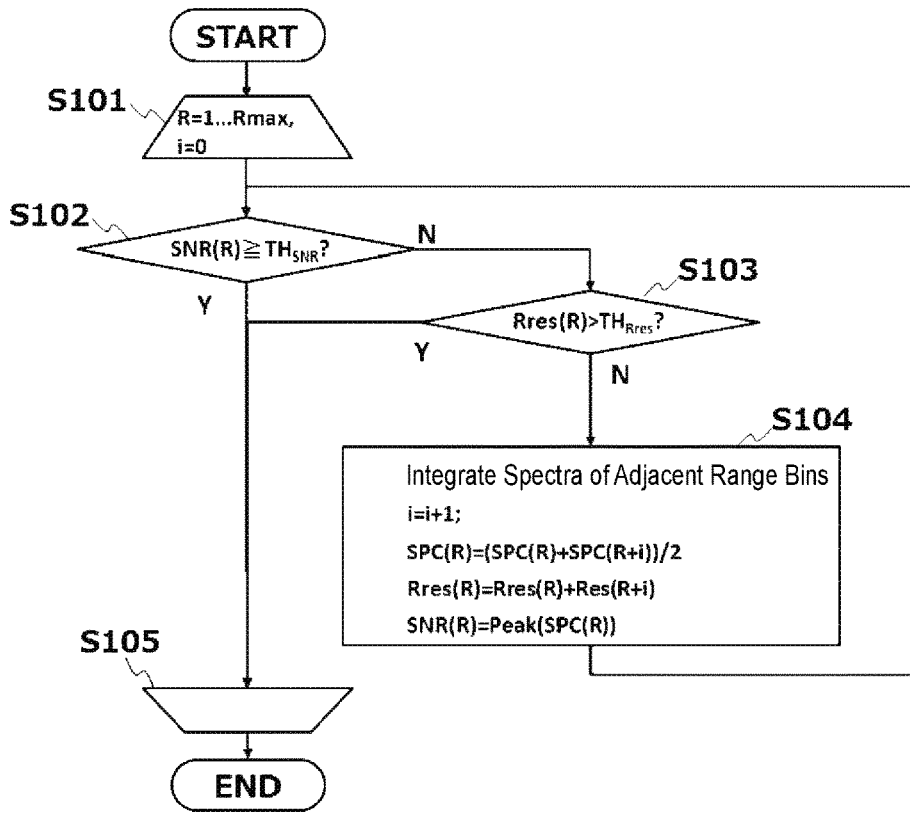 START
S101
R=1...Rmax,
i=0
S102
SNR(R)≧TH_SNR?
N
Y
S103
Rres(R)>TH_Rres?
Y
N
S104
Integrate Spectra of Adjacent Range Bins
i=i+1;
SPC(R)=(SPC(R)+SPC(R+i))/2
Rres(R)=Rres(R)+Res(R+i)
SNR(R)=Peak(SPC(R))
S105
END